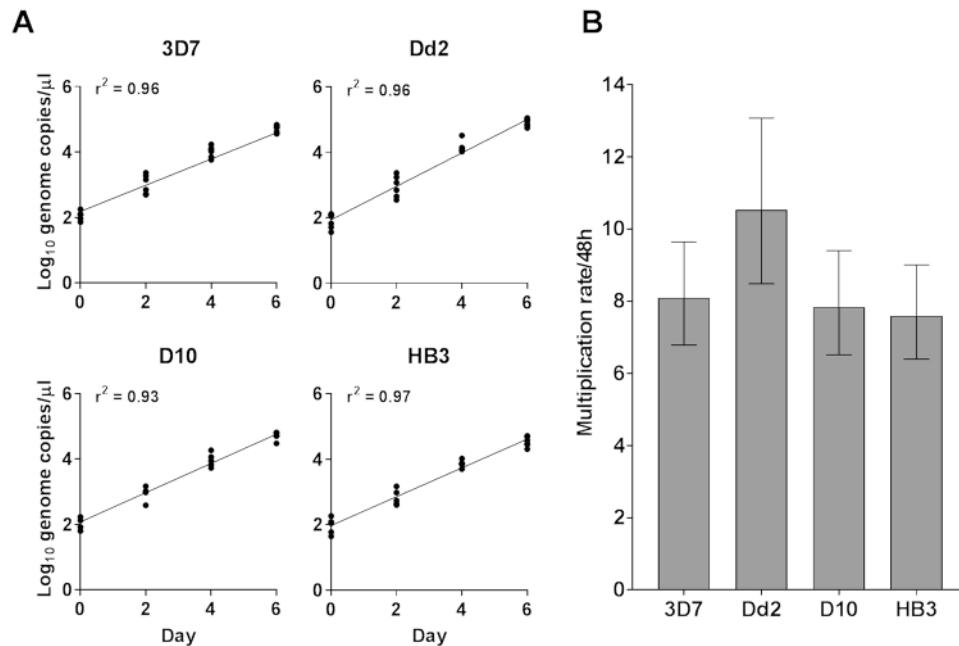 A
3D7
r² = 0.96
Log₁₀ genome copies/μl
6
4
2
0
0 2 4 6
Dd2
r² = 0.96
6
4
2
0
0 2 4 6
D10
r² = 0.93
Log₁₀ genome copies/μl
6
4
2
0
0 2 4 6
Day
HB3
r² = 0.97
6
4
2
0
0 2 4 6
Day
B
Multiplication rate/48h
14
12
10
8
6
4
2
0
3D7 Dd2 D10 HB3